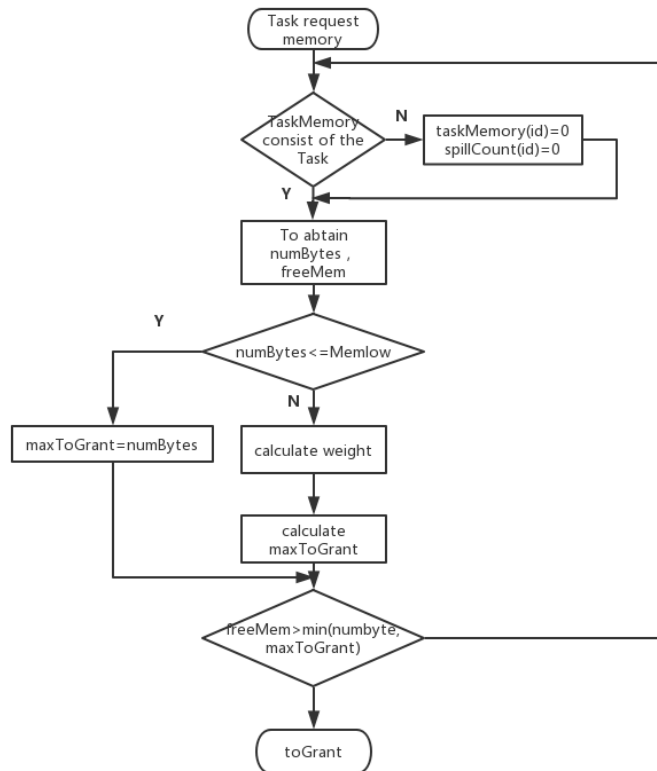 Task request
memory
TaskMemory
consist of the
Task
N
taskMemory(id)=0
spillCount(id)=0
Y
To abtain
numBytes ,
freeMem
Y
numBytes<=Memlow
N
maxToGrant=numBytes
calculate weight
calculate
maxToGrant
freeMem>min(numbyte,
maxToGrant)
toGrant